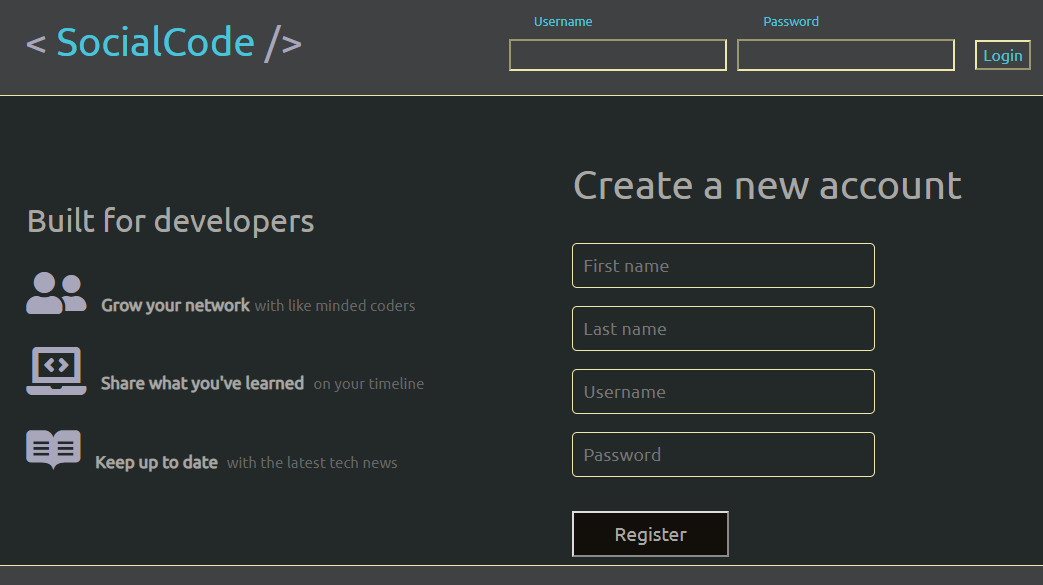 < SocialCode />
Username
Password
Login
Built for developers
Grow your network with like minded coders
Share what you've learned on your timeline
Keep up to date with the latest tech news
Create a new account
First name
Last name
Username
Password
Register